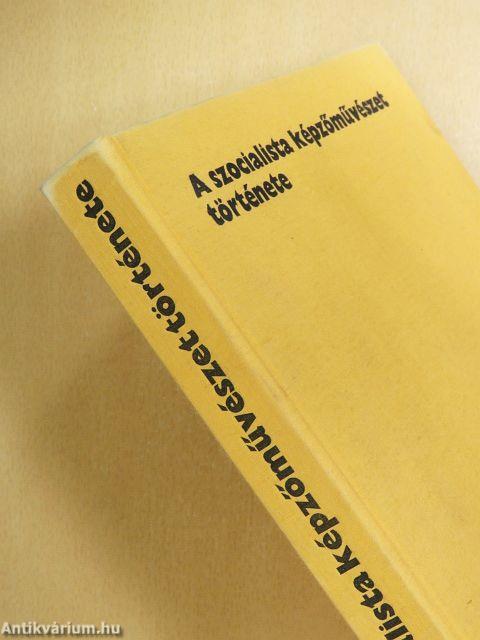 A szocialista képzőművészet
története
lista képzőművészet története
Antikvárium.hu